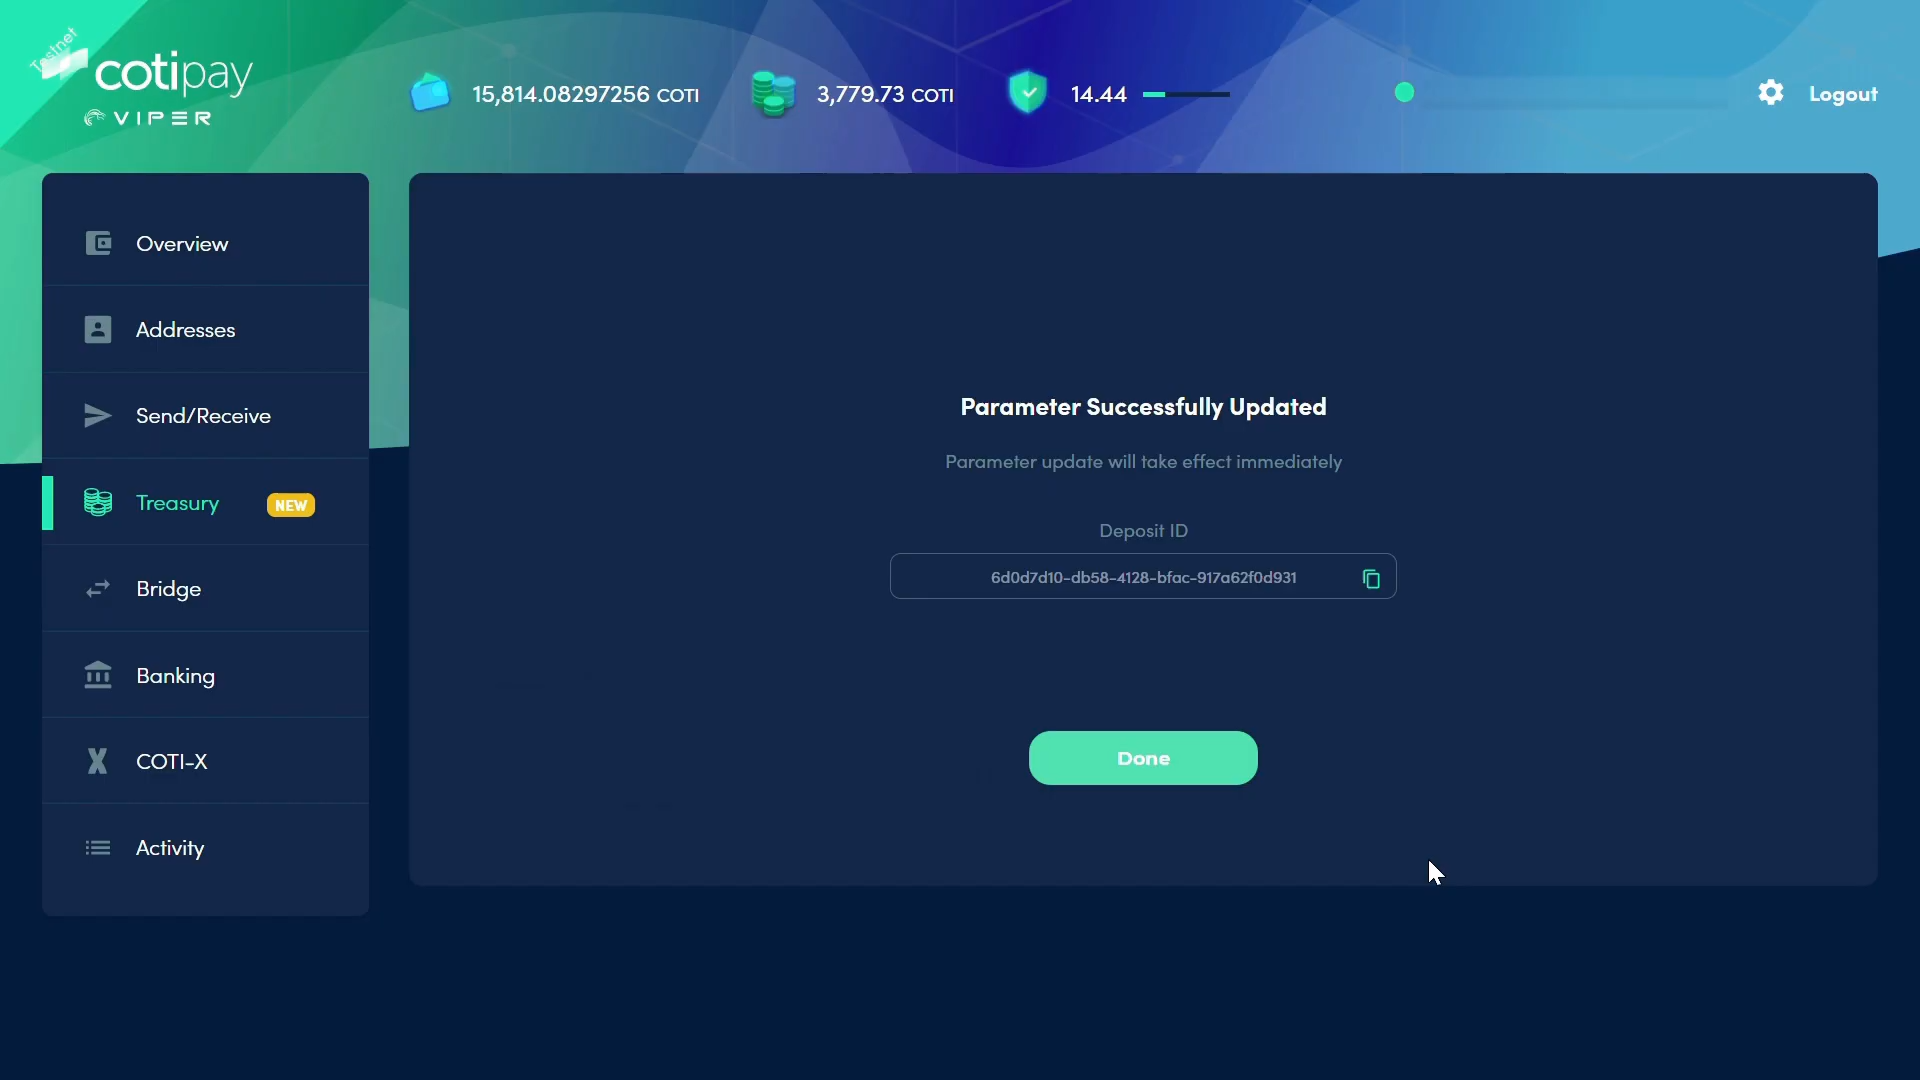 Testnet
cotipay
VIPER
15,814.08297256 COTI
3,779.73 COTI
14.44
Logout
Overview
Addresses
Send/Receive
Treasury NEW
Bridge
Banking
COTI-X
Activity
Parameter Successfully Updated
Parameter update will take effect immediately
Deposit ID
6d0d7d10-db58-4128-bfac-917a62f0d931
Done